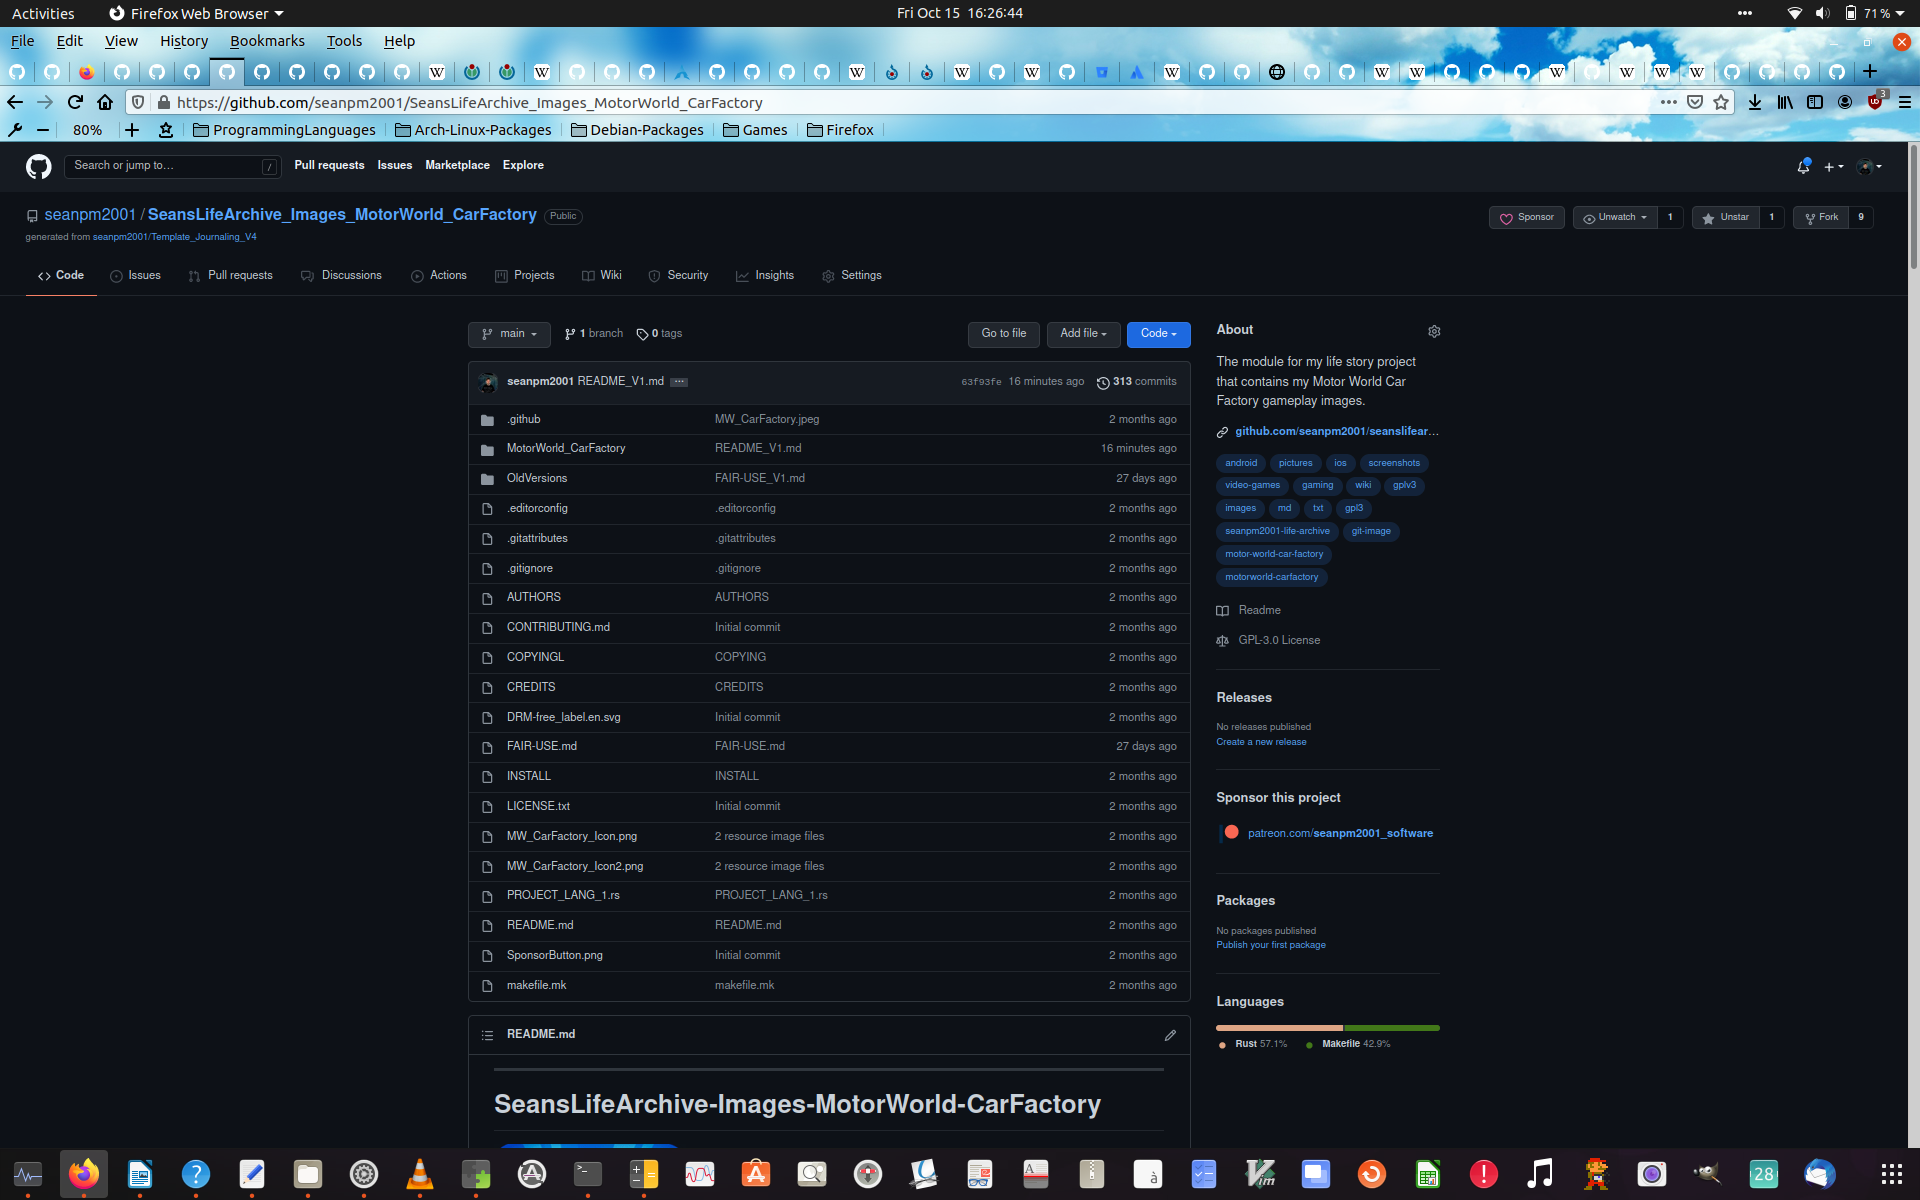 Activities
Firefox Web Browser
Fri Oct 15 16:26:44
71 %
File Edit View History Bookmarks Tools Help
https://github.com/seanpm2001/SeansLifeArchive_Images_MotorWorld_CarFactory
3
80%
ProgrammingLanguages
Arch-Linux-Packages
Debian-Packages
Games
Firefox
Search or jump to…
/
Pull requests Issues Marketplace Explore
seanpm2001 / SeansLifeArchive_Images_MotorWorld_CarFactory
Public
generated from seanpm2001/Template_Journaling_V4
Sponsor
Unwatch 1
Unstar 1
Fork 9
Code Issues Pull requests Discussions Actions Projects Wiki Security Insights Settings
main
1 branch
0 tags
Go to file
Add file
Code
seanpm2001 README_V1.md
63f93fe 16 minutes ago
313 commits
.github MW_CarFactory.jpeg 2 months ago
MotorWorld_CarFactory README_V1.md 16 minutes ago
OldVersions FAIR-USE_V1.md 27 days ago
.editorconfig .editorconfig 2 months ago
.gitattributes .gitattributes 2 months ago
.gitignore .gitignore 2 months ago
AUTHORS AUTHORS 2 months ago
CONTRIBUTING.md Initial commit 2 months ago
COPYINGL COPYING 2 months ago
CREDITS CREDITS 2 months ago
DRM-free_label.en.svg Initial commit 2 months ago
FAIR-USE.md FAIR-USE.md 27 days ago
INSTALL INSTALL 2 months ago
LICENSE.txt Initial commit 2 months ago
MW_CarFactory_Icon.png 2 resource image files 2 months ago
MW_CarFactory_Icon2.png 2 resource image files 2 months ago
PROJECT_LANG_1.rs PROJECT_LANG_1.rs 2 months ago
README.md README.md 2 months ago
SponsorButton.png Initial commit 2 months ago
makefile.mk makefile.mk 2 months ago
README.md
SeansLifeArchive-Images-MotorWorld-CarFactory
About
The module for my life story project
that contains my Motor World Car
Factory gameplay images.
github.com/seanpm2001/seanslifear…
android pictures ios screenshots
video-games gaming wiki gplv3
images md txt gpl3
seanpm2001-life-archive git-image
motor-world-car-factory
motorworld-carfactory
Readme
GPL-3.0 License
Releases
No releases published
Create a new release
Sponsor this project
patreon.com/seanpm2001_software
Packages
No packages published
Publish your first package
Languages
Rust 57.1%
Makefile 42.9%
28